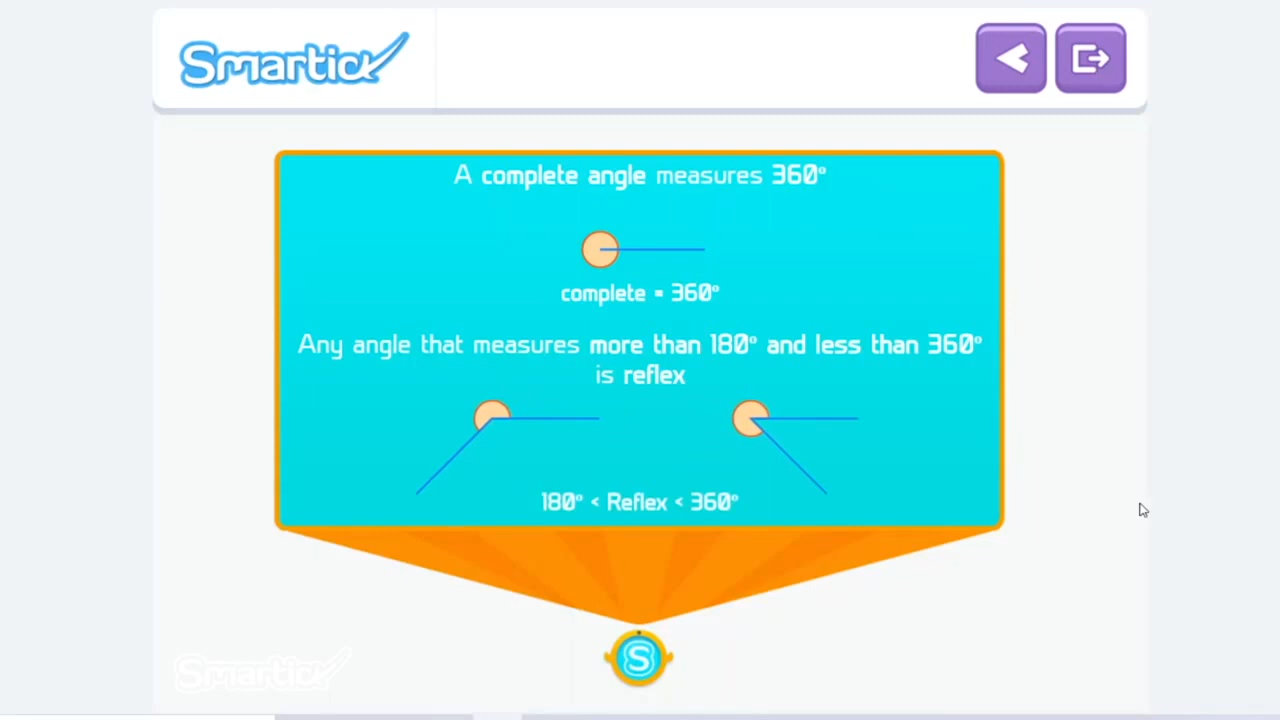 Smartick
A complete angle measures 360º
complete = 360º
Any angle that measures more than 180º and less than 360º
is reflex
180º < Reflex < 360º
S
Smartick